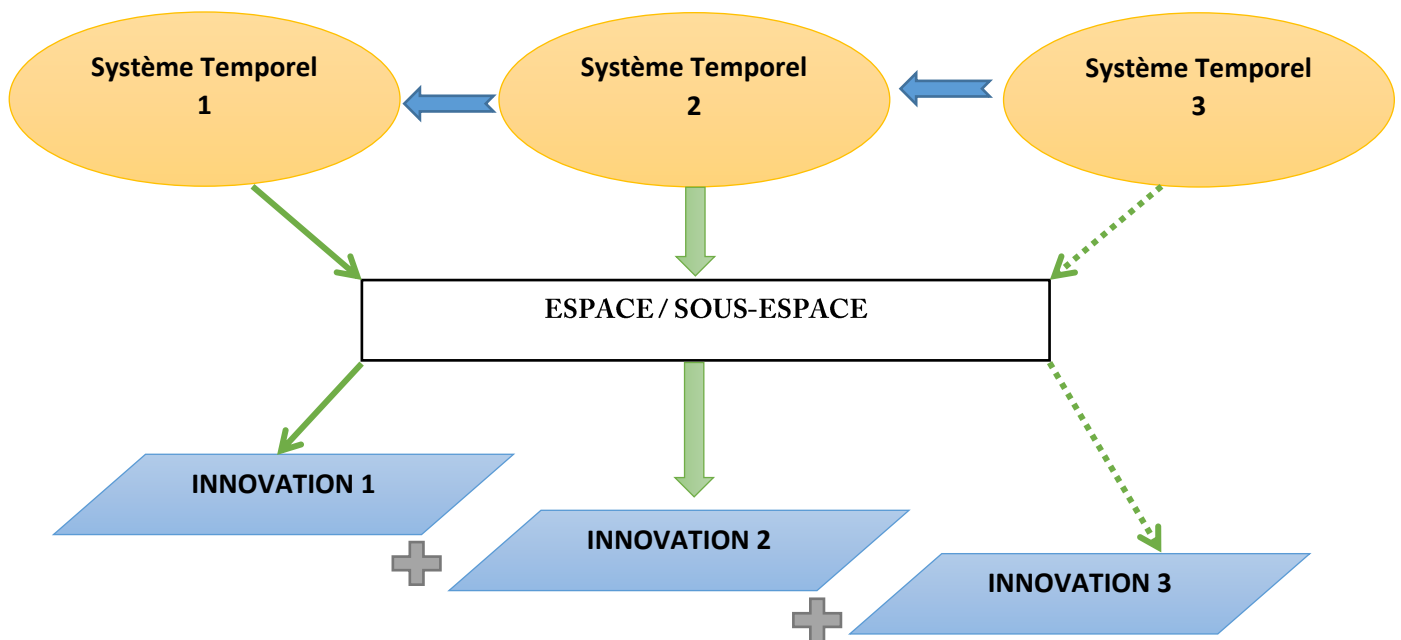 Système Temporel
1
Système Temporel
2
Système Temporel
3
ESPACE / SOUS-ESPACE
INNOVATION 1
INNOVATION 2
INNOVATION 3